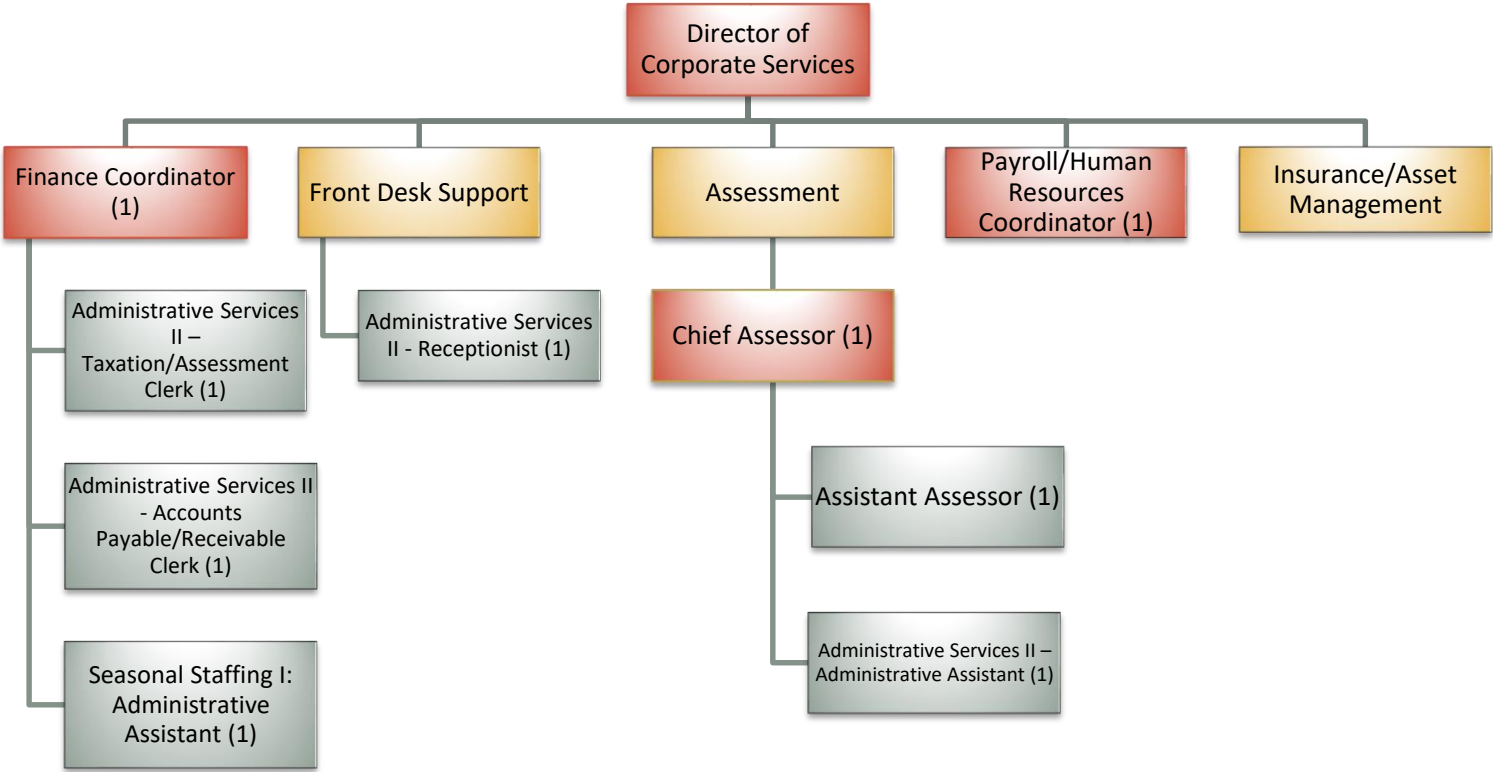 Director of
Corporate Services
Finance Coordinator
(1)
Front Desk Support
Assessment
Payroll/Human
Resources
Coordinator (1)
Insurance/Asset
Management
Administrative Services
II –
Taxation/Assessment
Clerk (1)
Administrative Services
II - Receptionist (1)
Chief Assessor (1)
Administrative Services II
- Accounts
Payable/Receivable
Clerk (1)
Assistant Assessor (1)
Seasonal Staffing I:
Administrative
Assistant (1)
Administrative Services II –
Administrative Assistant (1)